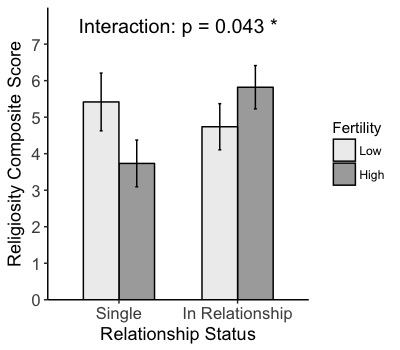 Interaction: p = 0.043 *
7
6
5
4
3
2
1
0
Religiosity Composite Score
Single
In Relationship
Relationship Status
Fertility
Low
High